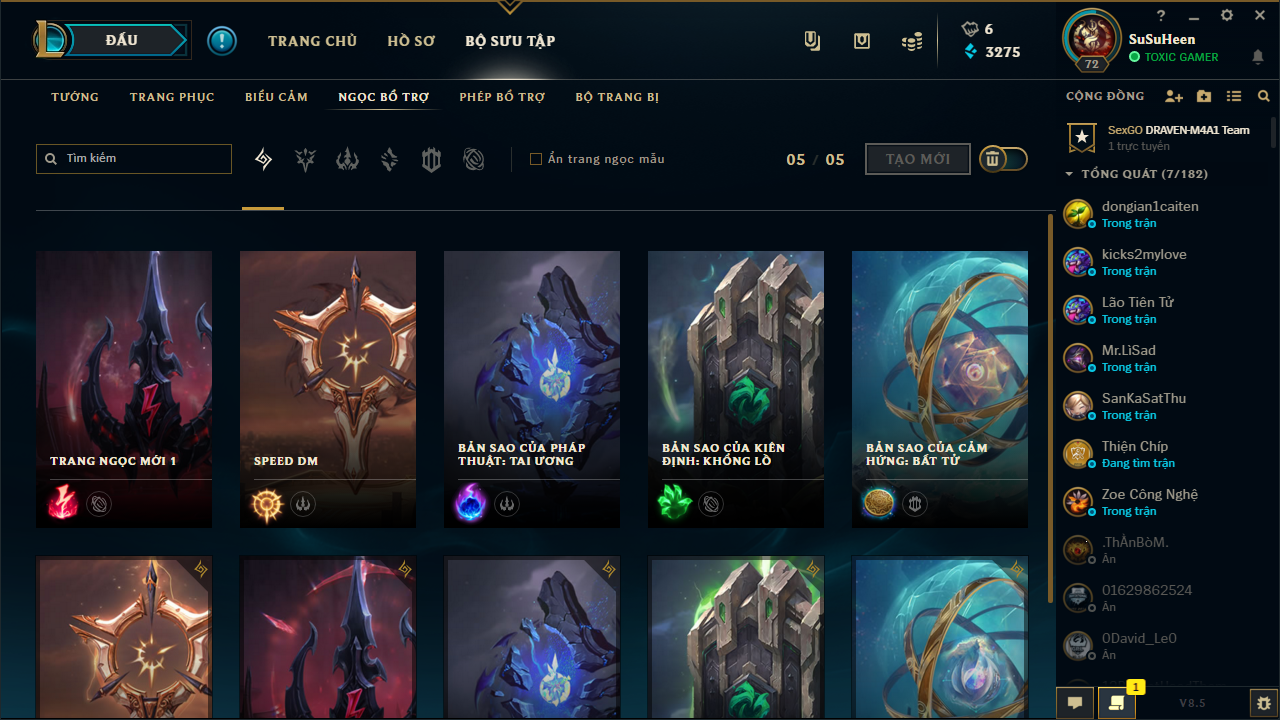 ĐẤU
TRANG CHỦ
HỒ SƠ
BỘ SƯU TẬP
6
3275
72
SuSuHeen
TOXIC GAMER
TƯỚNG
TRANG PHỤC
BIỂU CẢM
NGỌC BỔ TRỢ
PHÉP BỔ TRỢ
BỘ TRANG BỊ
CỘNG ĐỒNG
Tìm kiếm
Ẩn trang ngọc mẫu
05 / 05
TẠO MỚI
SexGO DRAVEN-M4A1 Team
1 trực tuyến
TỔNG QUÁT (7/182)
dongian1caiten
Trong trận
kicks2mylove
Trong trận
Lão Tiên Tử
Trong trận
Mr.LìSad
Trong trận
SanKaSatThu
Trong trận
Thiện Chíp
Đang tìm trận
Zoe Công Nghệ
Trong trận
.ThẦnBòM.
Ẩn
01629862524
Ẩn
0David_Le0
Ẩn
TRANG NGỌC MỚI 1
SPEED DM
BẢN SAO CỦA PHÁP
THUẬT: TAI ƯƠNG
BẢN SAO CỦA KIÊN
ĐỊNH: KHỔNG LỒ
BẢN SAO CỦA CẢM
HỨNG: BẤT TỬ
1
V8.5